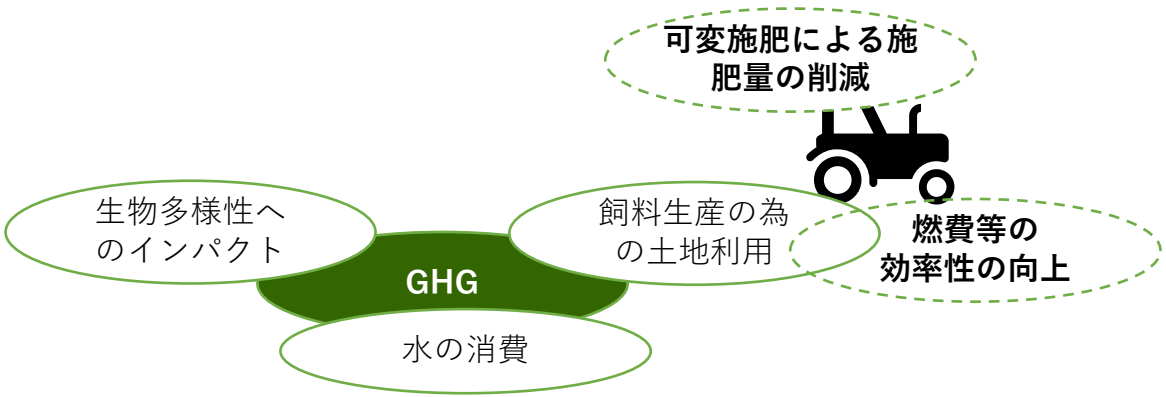 可変施肥による施
肥量の削減
生物多様性へ
のインパクト
飼料生産の為
の土地利用
燃費等の
効率性の向上
GHG
水の消費